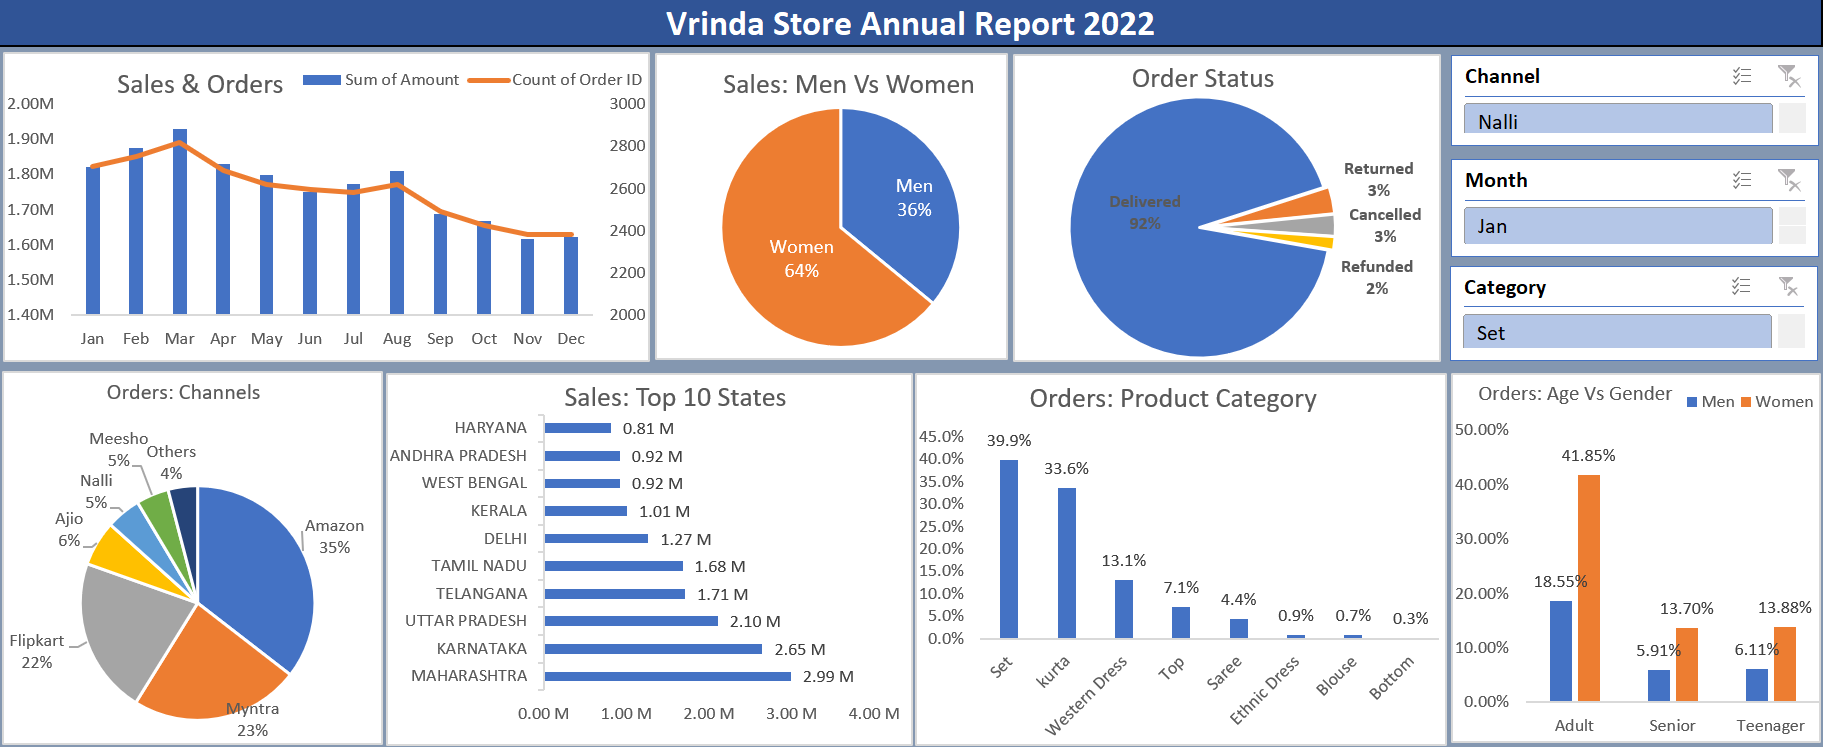 Vrinda Store Annual Report 2022
Sales & Orders
Sum of Amount
Count of Order ID
2.00M
1.90M
1.80M
1.70M
1.60M
1.50M
1.40M
3000
2800
2600
2400
2200
2000
Jan Feb Mar Apr May Jun Jul Aug Sep Oct Nov Dec
Sales: Men Vs Women
Men
36%
Women
64%
Order Status
Delivered
92%
Returned
3%
Cancelled
3%
Refunded
2%
Channel
Nalli
Month
Jan
Category
Set
Orders: Channels
Meesho
5%
Others
4%
Nalli
5%
Ajio
6%
Amazon
35%
Flipkart
22%
Myntra
23%
Sales: Top 10 States
HARYANA 0.81 M
ANDHRA PRADESH 0.92 M
WEST BENGAL 0.92 M
KERALA 1.01 M
DELHI 1.27 M
TAMIL NADU 1.68 M
TELANGANA 1.71 M
UTTAR PRADESH 2.10 M
KARNATAKA 2.65 M
MAHARASHTRA 2.99 M
0.00 M 1.00 M 2.00 M 3.00 M 4.00 M
Orders: Product Category
45.0%
40.0%
35.0%
30.0%
25.0%
20.0%
15.0%
10.0%
5.0%
0.0%
39.9%
33.6%
13.1%
7.1%
4.4%
0.9%
0.7%
0.3%
Set
kurta
Western Dress
Top
Saree
Ethnic Dress
Blouse
Bottom
Orders: Age Vs Gender
Men
Women
50.00%
40.00%
30.00%
20.00%
10.00%
0.00%
18.55%
41.85%
5.91%
13.70%
6.11%
13.88%
Adult Senior Teenager